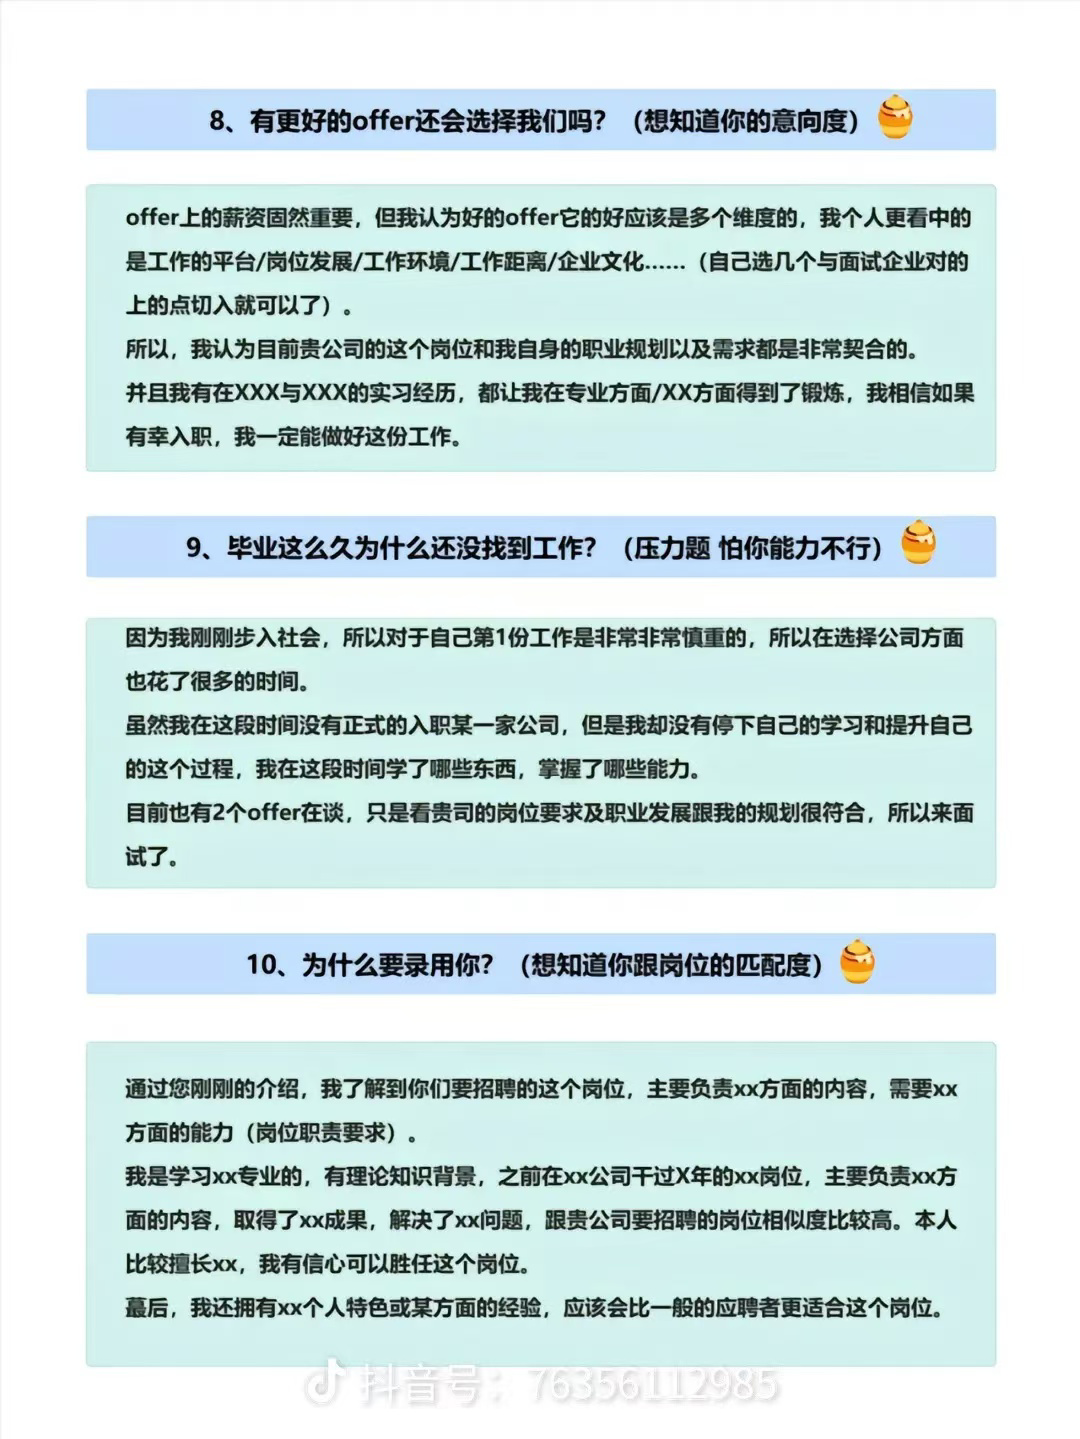 8、有更好的offer还会选择我们吗？（想知道你的意向度）
offer上的薪资固然重要，但我认为好的offer它的好应该是多个维度的，我个人更看中的
是工作的平台/岗位发展/工作环境/工作距离/企业文化......（自己选几个与面试企业对的
上的点切入就可以了）。
所以，我认为目前贵公司的这个岗位和我自身的职业规划以及需求都是非常契合的。
并且我有在XXX与XXX的实习经历，都让我在专业方面/XX方面得到了锻炼，我相信如果
有幸入职，我一定能做好这份工作。
9、毕业这么久为什么还没找到工作？（压力题 怕你能力不行）
因为我刚刚步入社会，所以对于自己第1份工作是非常非常慎重的，所以在选择公司方面
也花了很多的时间。
虽然我在这段时间没有正式的入职某一家公司，但是我却没有停下自己的学习和提升自己
的这个过程，我在这段时间学了哪些东西，掌握了哪些能力。
目前也有2个offer在谈，只是看贵司的岗位要求及职业发展跟我的规划很符合，所以来面
试了。
10、为什么要录用你？（想知道你跟岗位的匹配度）
通过您刚刚的介绍，我了解到你们要招聘的这个岗位，主要负责xx方面的内容，需要xx
方面的能力（岗位职责要求）。
我是学习xx专业的，有理论知识背景，之前在xx公司干过X年的xx岗位，主要负责xx方
面的内容，取得了xx成果，解决了xx问题，跟贵公司要招聘的岗位相似度比较高。本人
比较擅长xx，我有信心可以胜任这个岗位。
最后，我还拥有xx个人特色或某方面的经验，应该会比一般的应聘者更适合这个岗位。
抖音号：76356112985